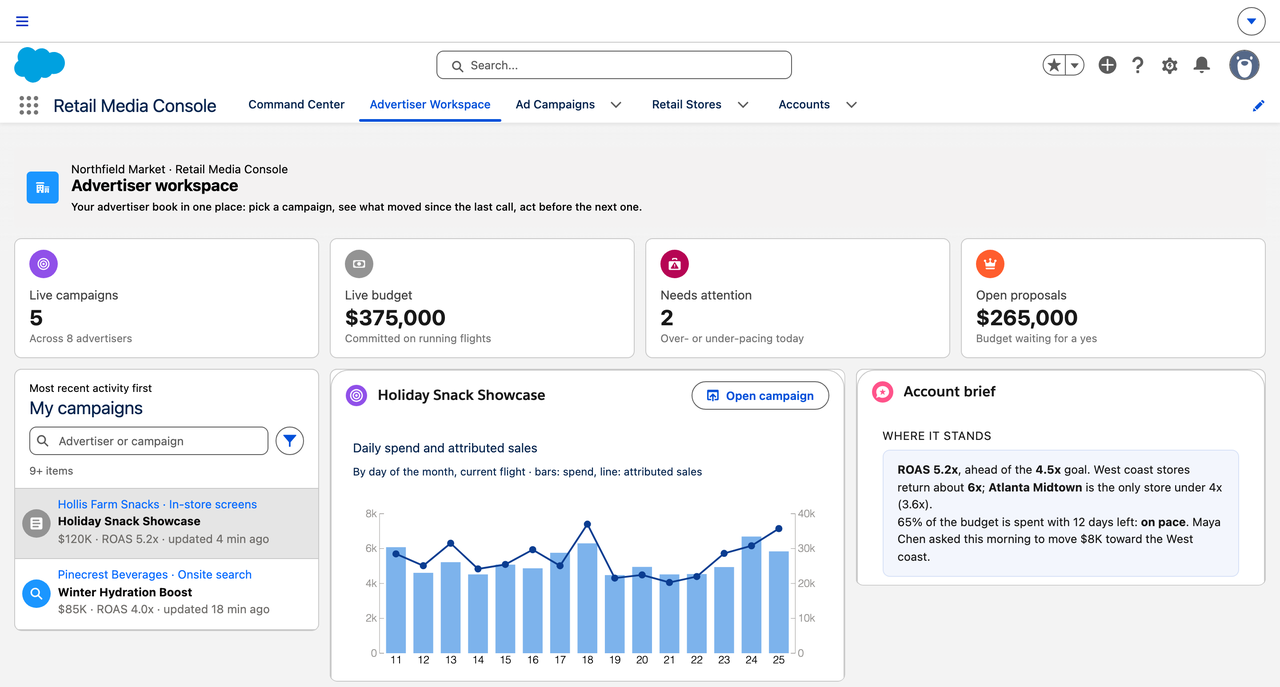 Search...
Retail Media Console
Command Center
Advertiser Workspace
Ad Campaigns
Retail Stores
Accounts
Northfield Market · Retail Media Console
Advertiser workspace
Your advertiser book in one place: pick a campaign, see what moved since the last call, act before the next one.
Live campaigns
5
Across 8 advertisers
Live budget
$375,000
Committed on running flights
Needs attention
2
Over- or under-pacing today
Open proposals
$265,000
Budget waiting for a yes
Most recent activity first
My campaigns
Advertiser or campaign
9+ items
Hollis Farm Snacks · In-store screens
Holiday Snack Showcase
$120K · ROAS 5.2x · updated 4 min ago
Pinecrest Beverages · Onsite search
Winter Hydration Boost
$85K · ROAS 4.0x · updated 18 min ago
Holiday Snack Showcase
Open campaign
Daily spend and attributed sales
By day of the month, current flight · bars: spend, line: attributed sales
8k
6k
4k
2k
0
40k
30k
20k
10k
0
11 12 13 14 15 16 17 18 19 20 21 22 23 24 25
Account brief
WHERE IT STANDS
ROAS 5.2x, ahead of the 4.5x goal. West coast stores
return about 6x; Atlanta Midtown is the only store under 4x
(3.6x).
65% of the budget is spent with 12 days left: on pace. Maya
Chen asked this morning to move $8K toward the West
coast.